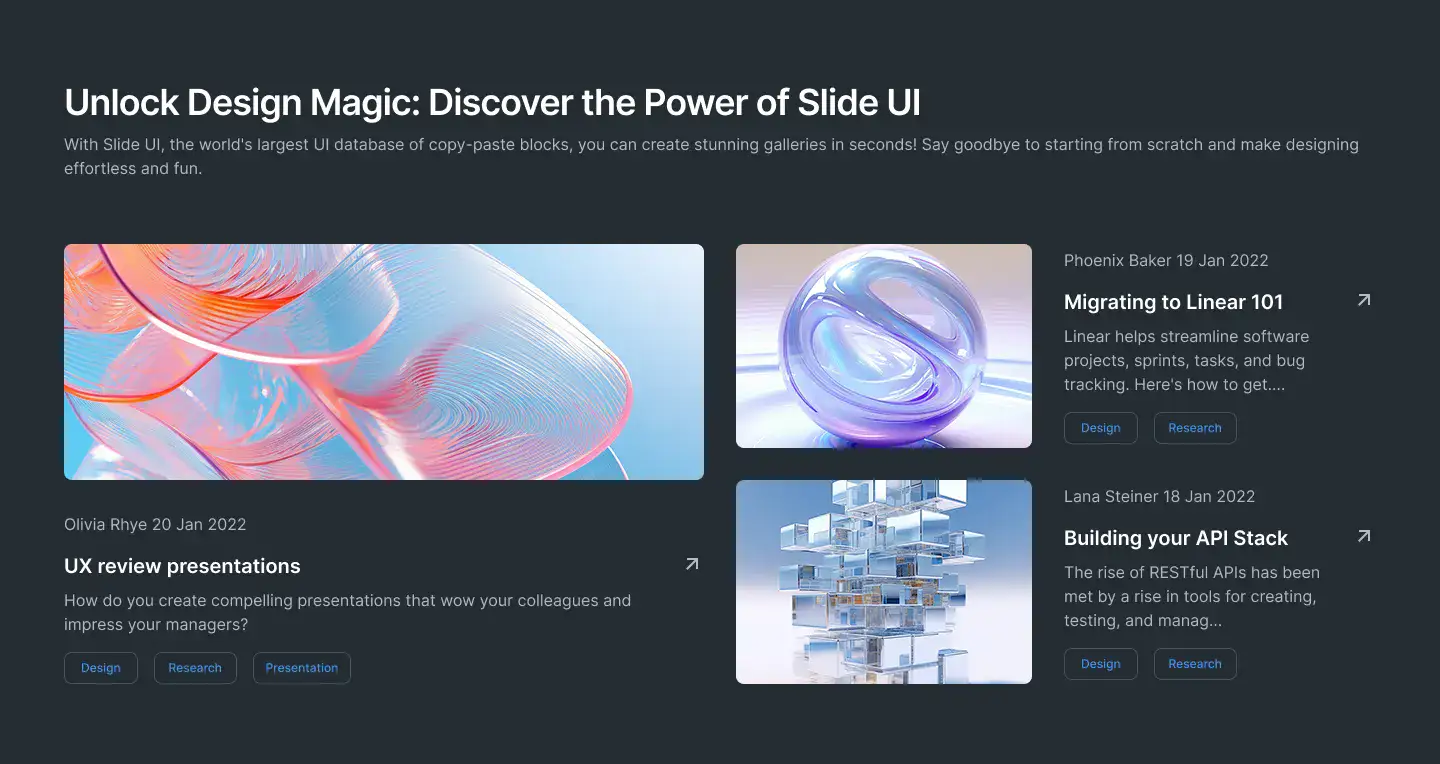 Unlock Design Magic: Discover the Power of Slide UI
With Slide UI, the world's largest UI database of copy-paste blocks, you can create stunning galleries in seconds! Say goodbye to starting from scratch and make designing
effortless and fun.
Olivia Rhye 20 Jan 2022
UX review presentations
How do you create compelling presentations that wow your colleagues and
impress your managers?
Design Research Presentation
Phoenix Baker 19 Jan 2022
Migrating to Linear 101
Linear helps streamline software
projects, sprints, tasks, and bug
tracking. Here's how to get....
Design Research
Lana Steiner 18 Jan 2022
Building your API Stack
The rise of RESTful APIs has been
met by a rise in tools for creating,
testing, and manag...
Design Research